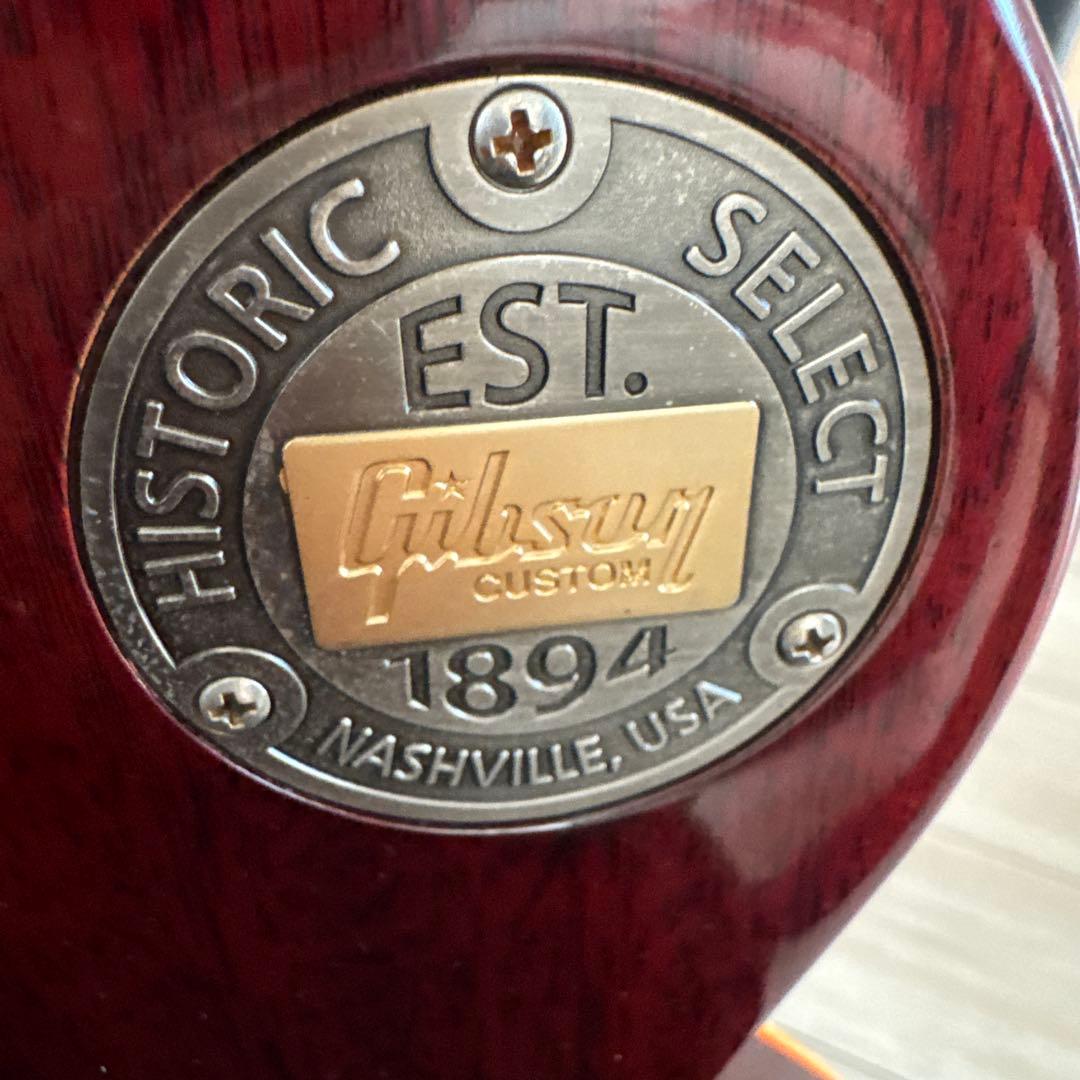 HISTORIC SELECT
EST.
Gibson
CUSTOM
1894
NASHVILLE, USA